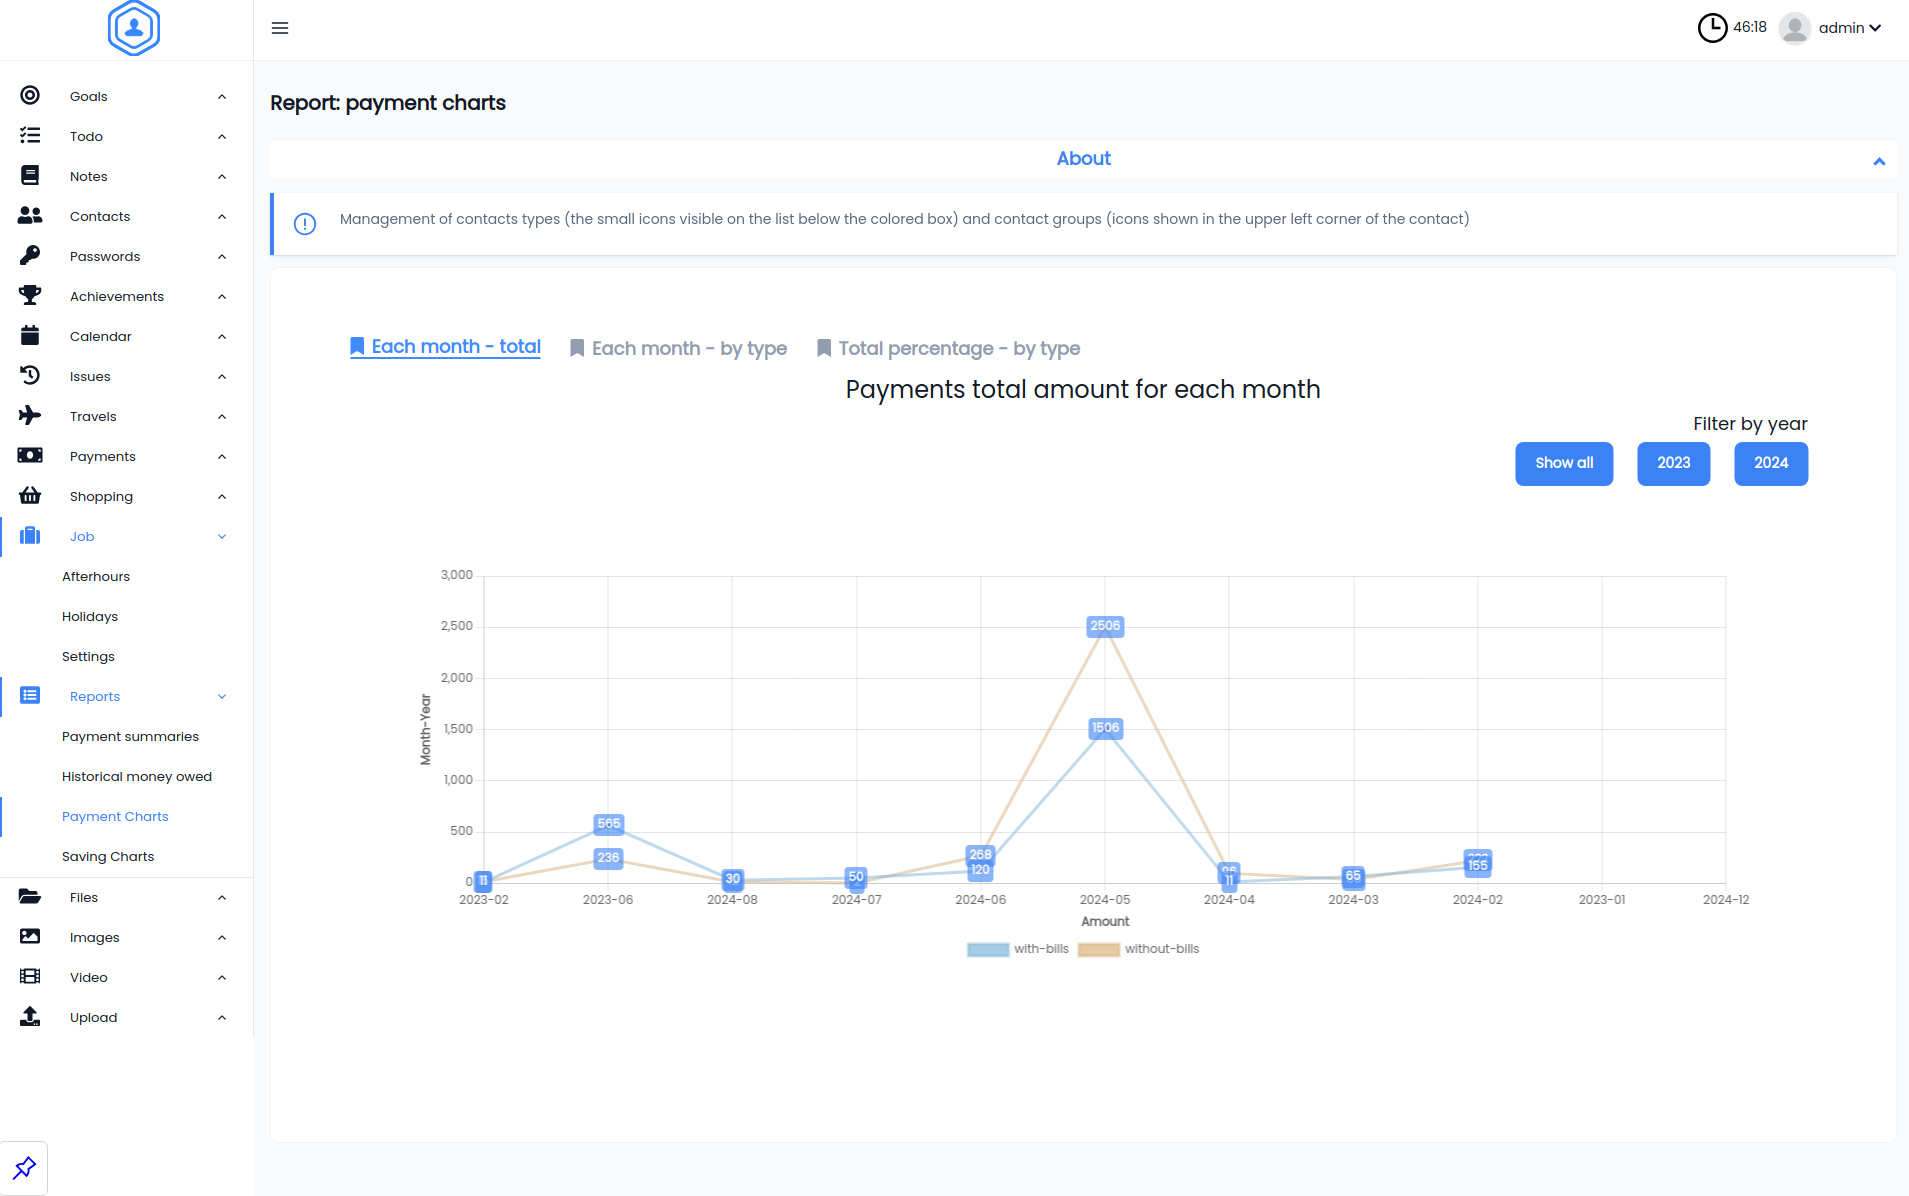 46:18 admin
Goals
Todo
Notes
Contacts
Passwords
Achievements
Calendar
Issues
Travels
Payments
Shopping
Job
Afterhours
Holidays
Settings
Reports
Payment summaries
Historical money owed
Payment Charts
Saving Charts
Files
Images
Video
Upload
Report: payment charts
About
Management of contacts types (the small icons visible on the list below the colored box) and contact groups (icons shown in the upper left corner of the contact)
Each month - total Each month - by type Total percentage - by type
Payments total amount for each month
Filter by year
Show all 2023 2024
3,000
2,500
2,000
1,500
1,000
500
0
Month-Year
2506
1506
565
236
268
120
11
30
50
11
65
155
2023-02 2023-06 2024-08 2024-07 2024-06 2024-05 2024-04 2024-03 2024-02 2023-01 2024-12
Amount
with-bills without-bills